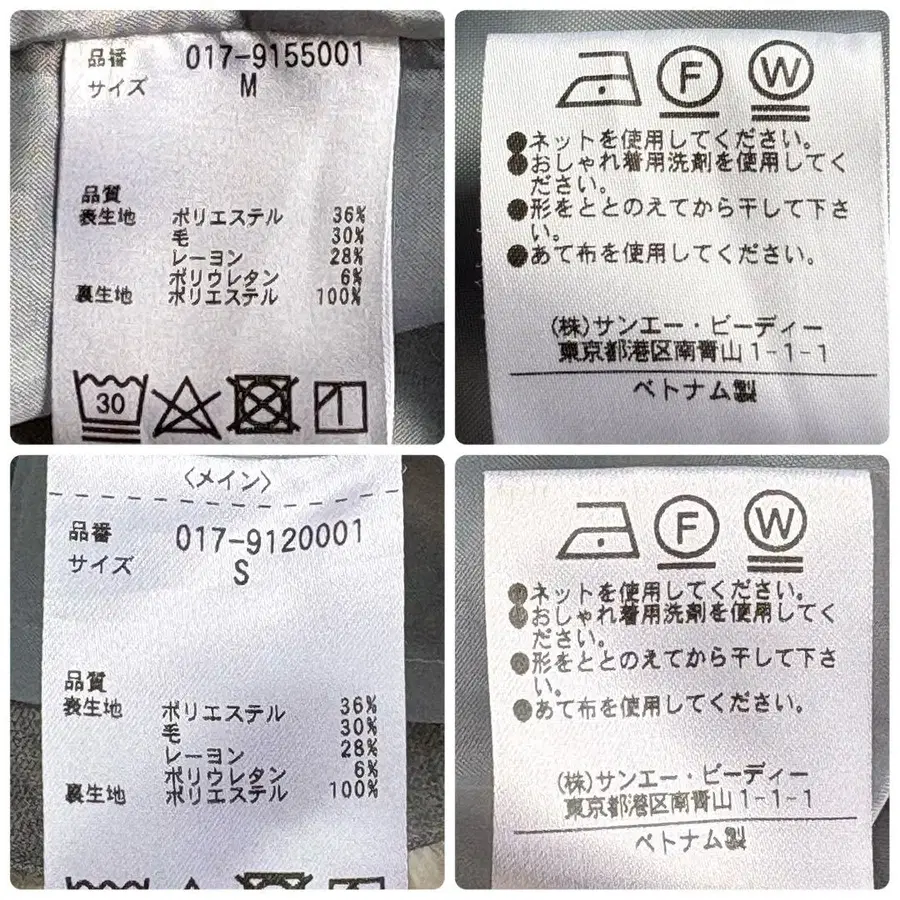 品番 017-9155001
サイズ M
品質
表生地 ポリエステル 36%
毛 30%
レーヨン 28%
ポリウレタン 6%
裏生地 ポリエステル 100%
30
F W
●ネットを使用してください。
●おしゃれ着用洗剤を使用してく
ださい。
●形をととのえてから干して下さ
い。
●あて布を使用してください。
(株)サンエー・ビーディー
東京都港区南青山1-1-1
ベトナム製
〈メイン〉
品番 017-9120001
サイズ S
品質
表生地 ポリエステル 36%
毛 30%
レーヨン 28%
ポリウレタン 6%
裏生地 ポリエステル 100%
F W
●ネットを使用してください。
●おしゃれ着用洗剤を使用してく
ださい。
●形をととのえてから干して下さ
い。
●あて布を使用してください。
(株)サンエー・ビーディー
東京都港区南青山1-1-1
ベトナム製